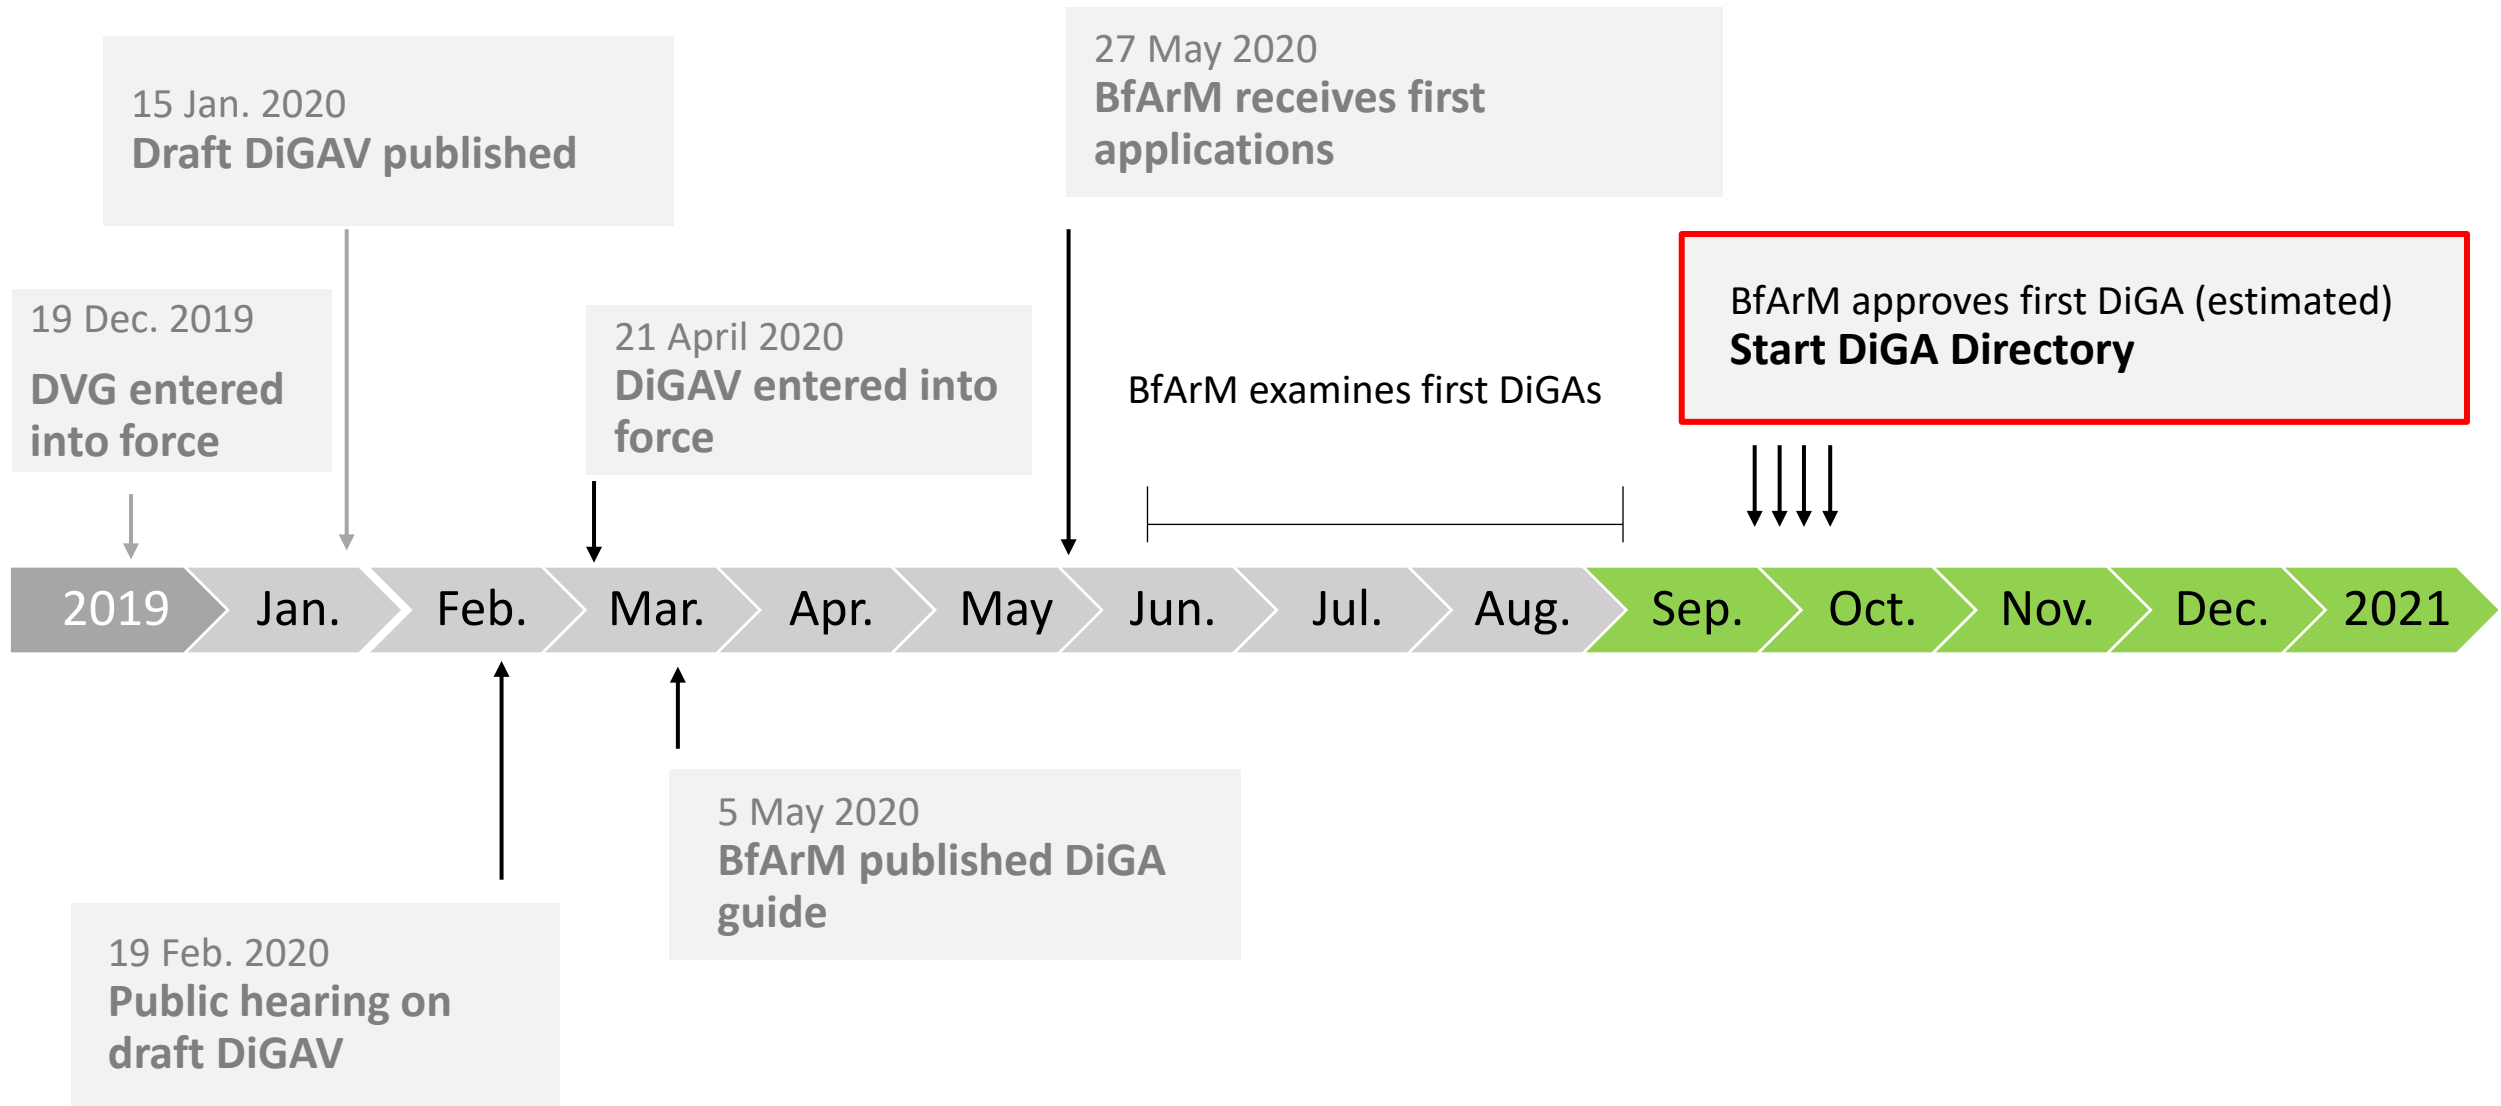 15 Jan. 2020
Draft DiGAV published
27 May 2020
BfArM receives first
applications
19 Dec. 2019
DVG entered
into force
21 April 2020
DiGAV entered into
force
BfArM examines first DiGAs
BfArM approves first DiGA (estimated)
Start DiGA Directory
2019
Jan.
Feb.
Mar.
Apr.
May
Jun.
Jul.
Aug.
Sep.
Oct.
Nov.
Dec.
2021
5 May 2020
BfArM published DiGA
guide
19 Feb. 2020
Public hearing on
draft DiGAV